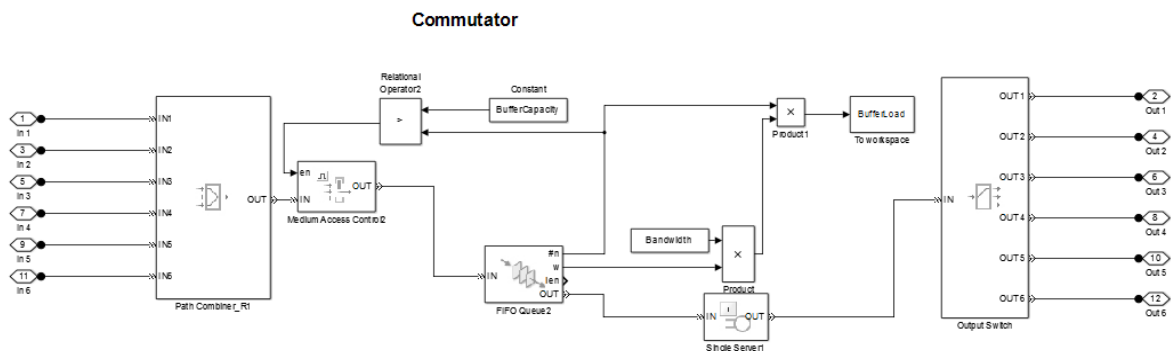 Commutator
1
In 1
3
In 2
5
In 3
7
In 4
9
In 5
11
In 6
IN1
IN2
IN3
IN4
IN5
IN6
OUT
Path Combiner_R1
Relational
Operator2
>
Constant
BufferCapacity
en
IN
OUT
Medium Access Control2
IN
#n
w
len
OUT
FIFO Queue2
Bandwidth
×
Product
×
Product1
BufferLoad
To workspace
IN
OUT
Single Server1
IN
OUT1
OUT2
OUT3
OUT4
OUT5
OUT6
Output Switch
2
Out 1
4
Out 2
6
Out 3
8
Out 4
10
Out 5
12
Out 6